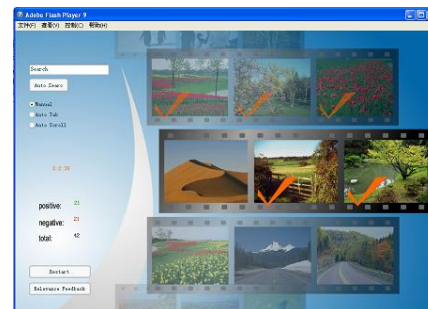 Adobe Flash Player 9
文件(F) 查看(V) 控制(C) 帮助(H)
Search
Auto Searc
Manual
Auto Tab
Auto Scroll
positive: 21
negative: 21
total: 42
Restart
Relevance Feedback